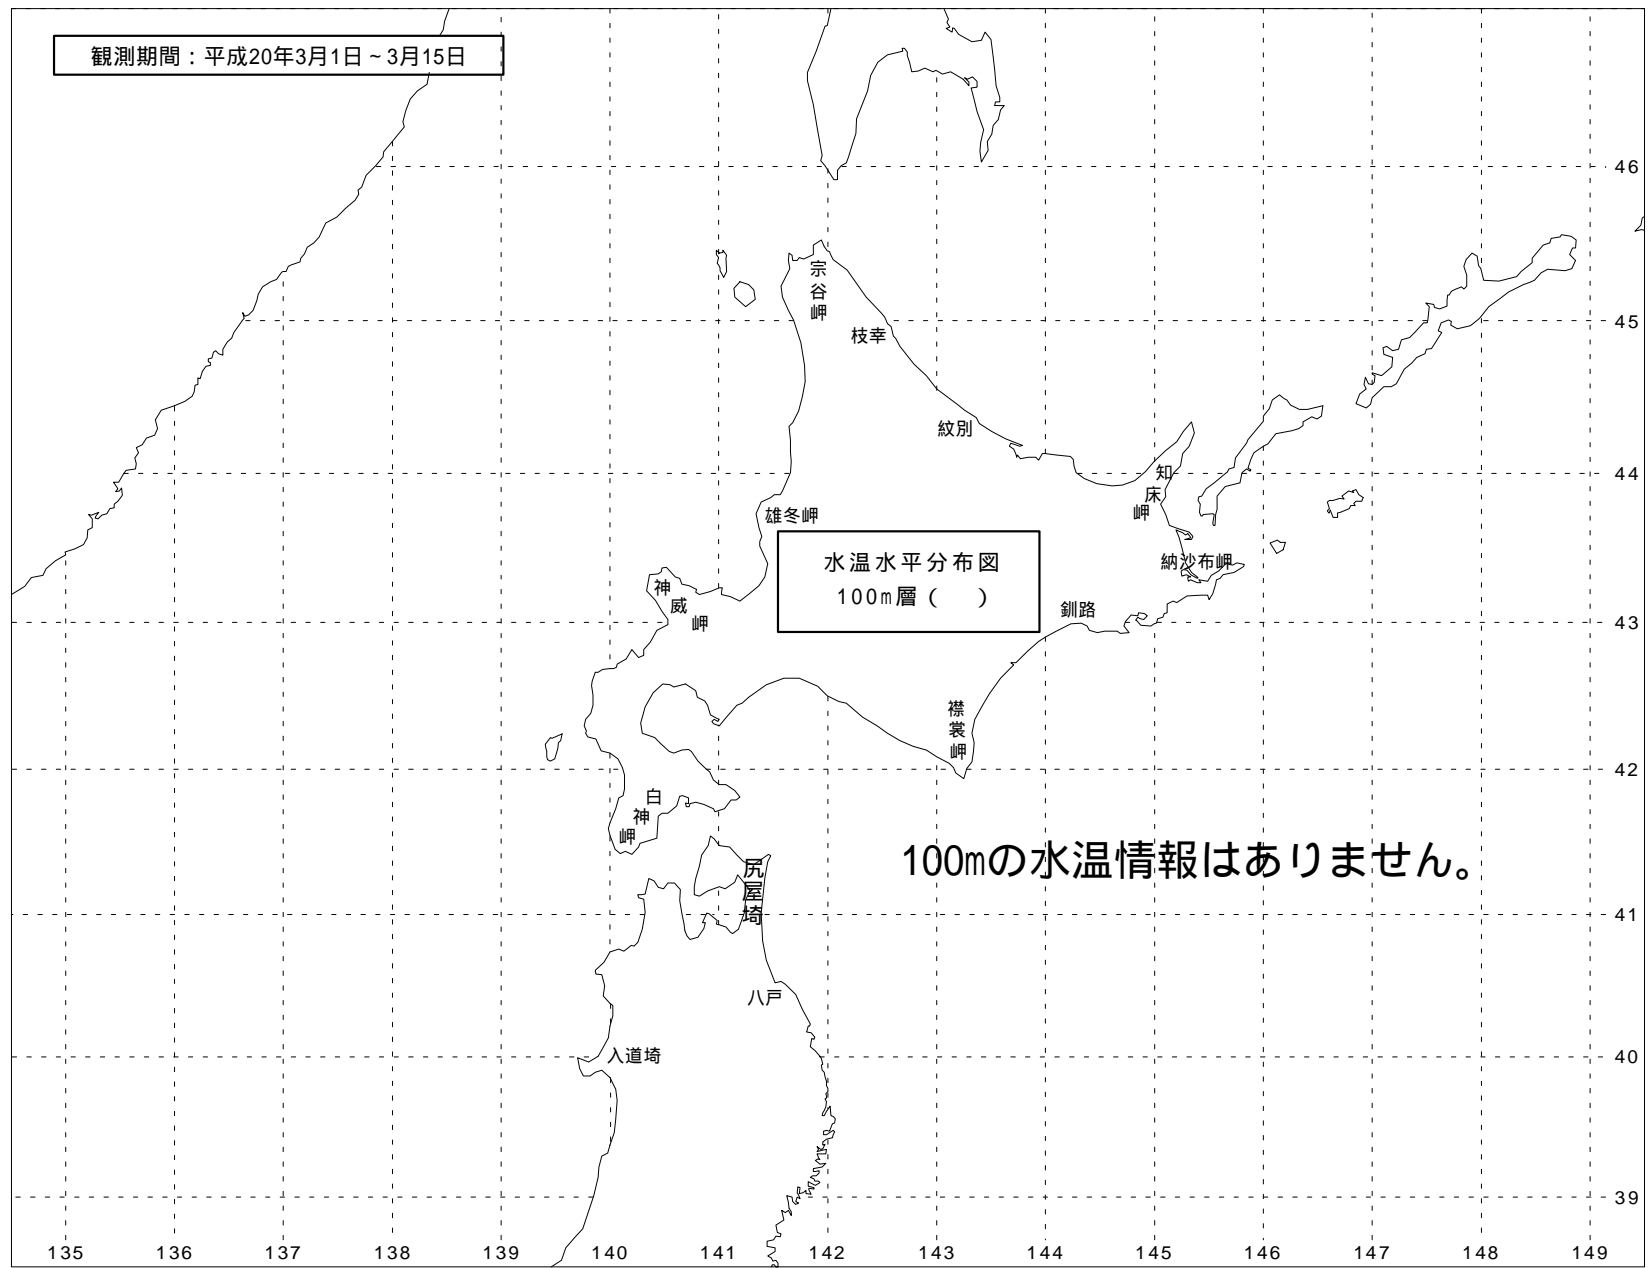 観測期間：平成20年3月1日～3月15日
46
宗谷岬
45
枝幸
紋別
44
知床岬
雄冬岬
水温水平分布図
100m層（　）
納沙布岬
神威岬
釧路
43
襟裳岬
42
白神岬
100mの水温情報はありません。
尻屋埼
41
八戸
入道埼
40
39
135 136 137 138 139 140 141 142 143 144 145 146 147 148 149